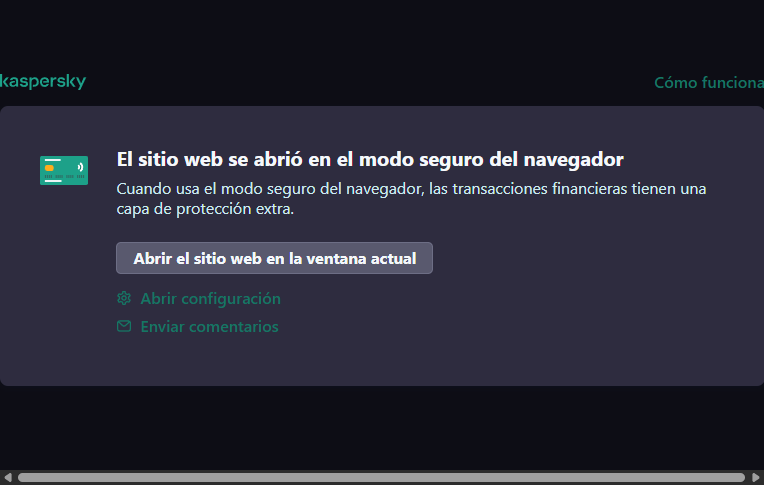 kaspersky
Cómo funciona
El sitio web se abrió en el modo seguro del navegador
Cuando usa el modo seguro del navegador, las transacciones financieras tienen una
capa de protección extra.
Abrir el sitio web en la ventana actual
Abrir configuración
Enviar comentarios